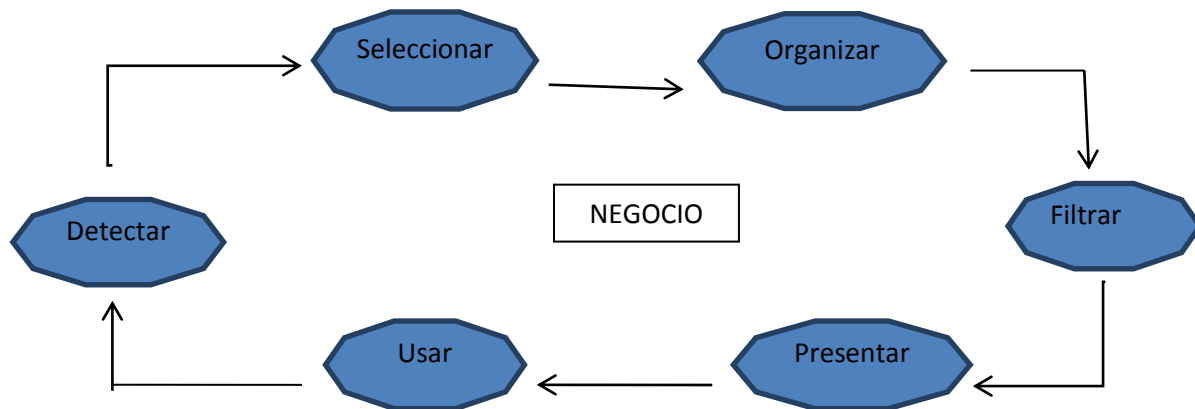 Seleccionar
Organizar
NEGOCIO
Filtrar
Detectar
Usar
Presentar